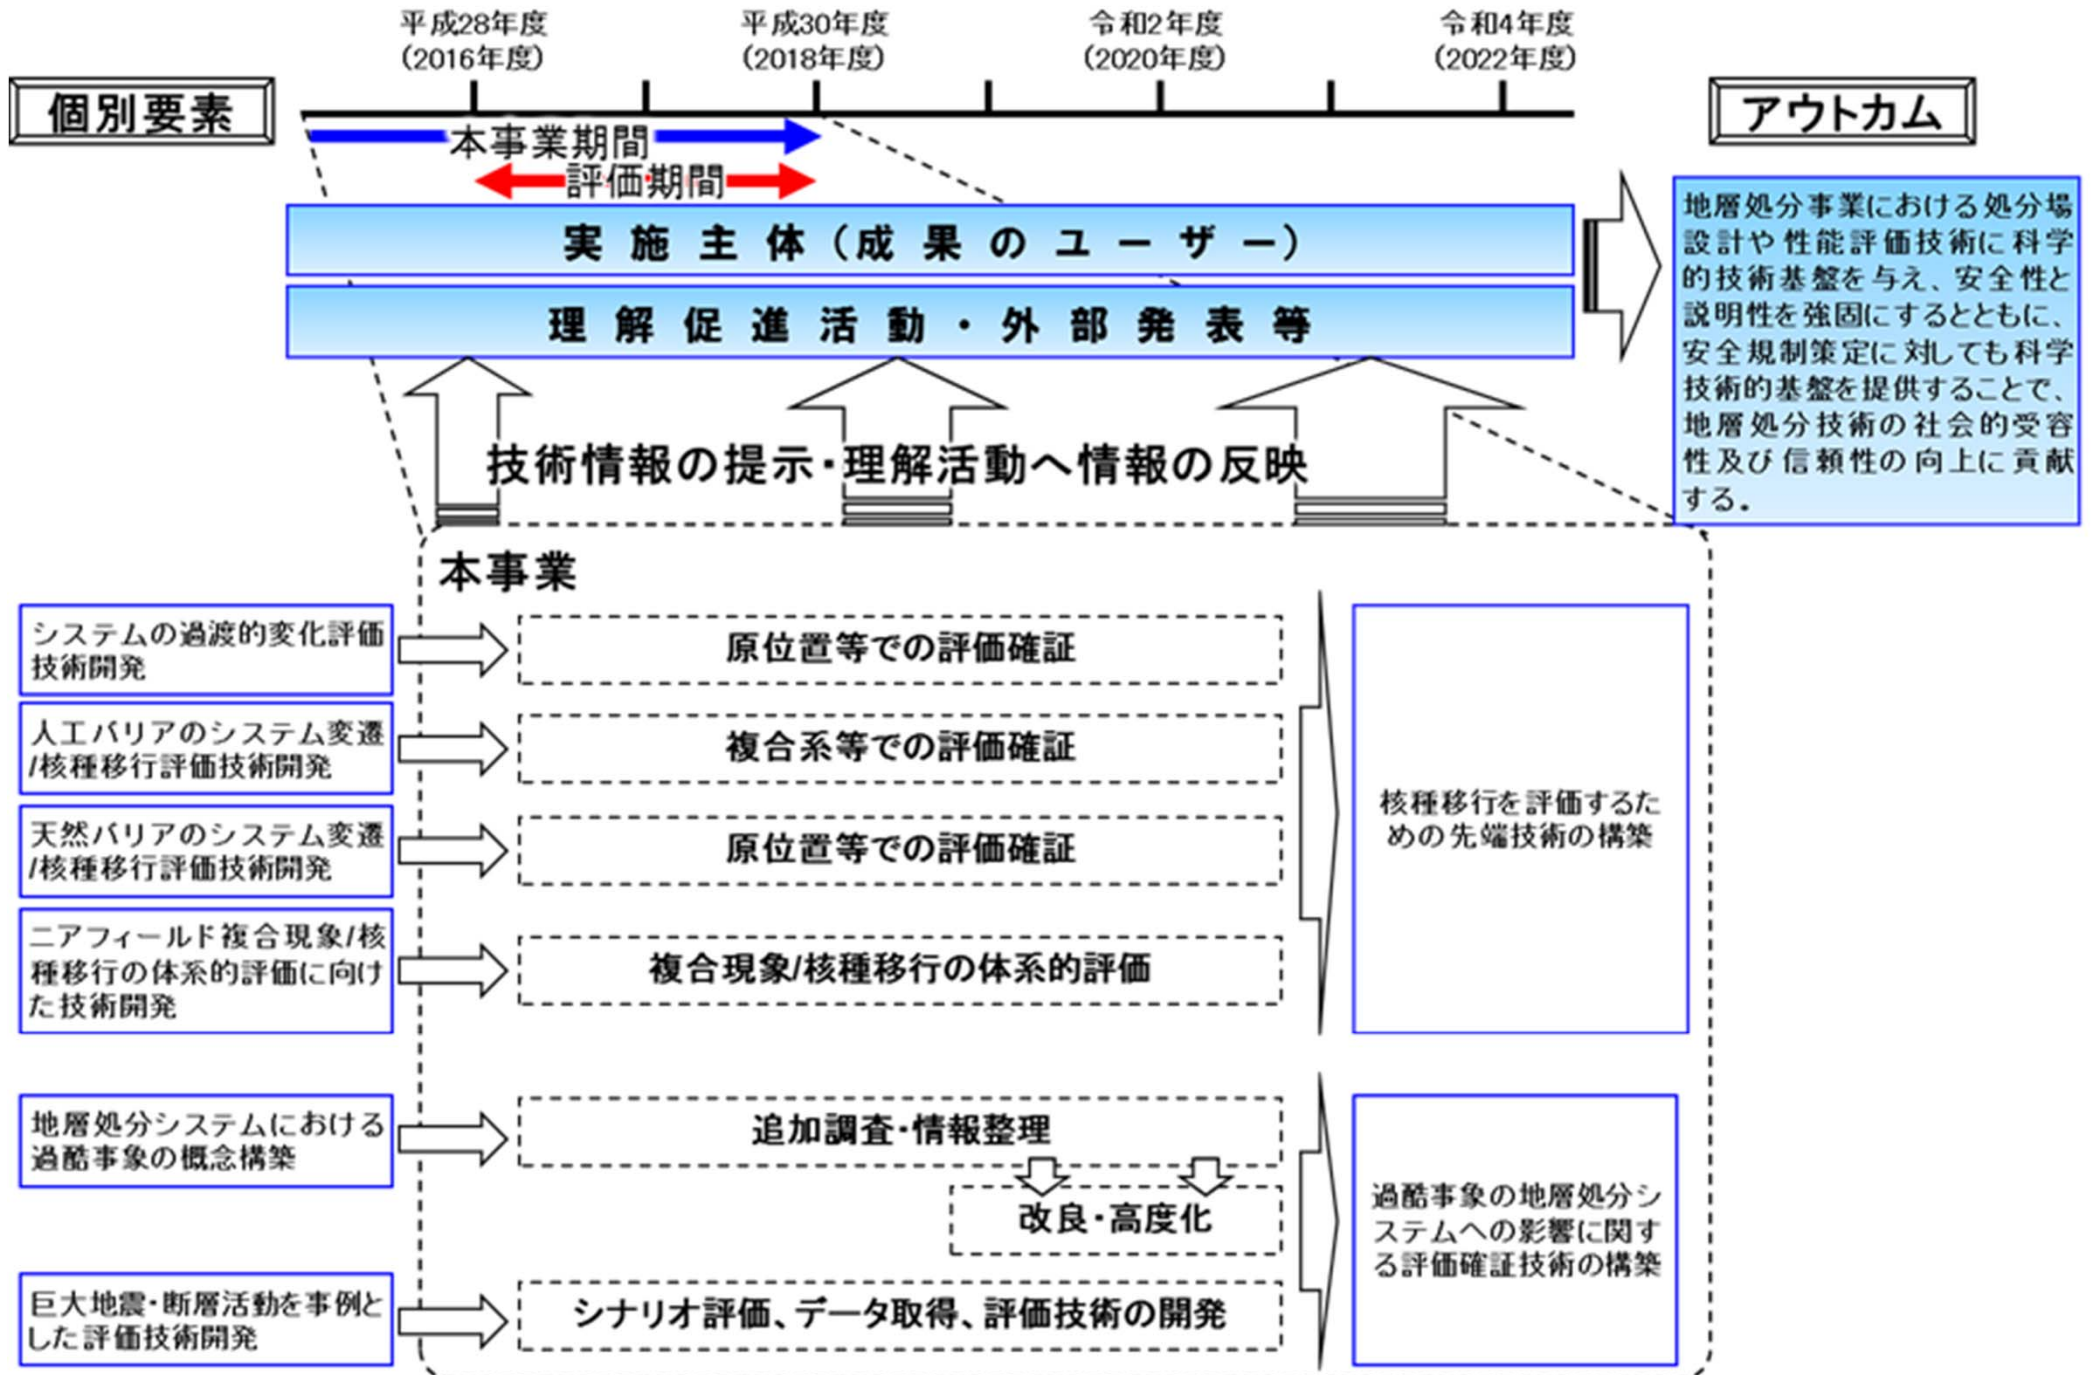 平成28年度
(2016年度)
平成30年度
(2018年度)
令和2年度
(2020年度)
令和4年度
(2022年度)
個別要素
アウトカム
本事業期間
評価期間
実施主体(成果のユーザー)
理解促進活動・外部発表等
地層処分事業における処分場
設計や性能評価技術に科学
的技術基盤を与え、安全性と
説明性を強固にするとともに、
安全規制策定に対しても科学
技術的基盤を提供することで、
地層処分技術の社会的受容
性及び信頼性の向上に貢献
する。
技術情報の提示・理解活動へ情報の反映
本事業
システムの過渡的変化評価
技術開発
原位置等での評価確証
人工バリアのシステム変遷
/核種移行評価技術開発
複合系等での評価確証
天然バリアのシステム変遷
/核種移行評価技術開発
原位置等での評価確証
ニアフィールド複合現象/核
種移行の体系的評価に向け
た技術開発
複合現象/核種移行の体系的評価
核種移行を評価するた
めの先端技術の構築
地層処分システムにおける
過酷事象の概念構築
追加調査・情報整理
改良・高度化
巨大地震・断層活動を事例と
した評価技術開発
シナリオ評価、データ取得、評価技術の開発
過酷事象の地層処分シ
ステムへの影響に関す
る評価確証技術の構築